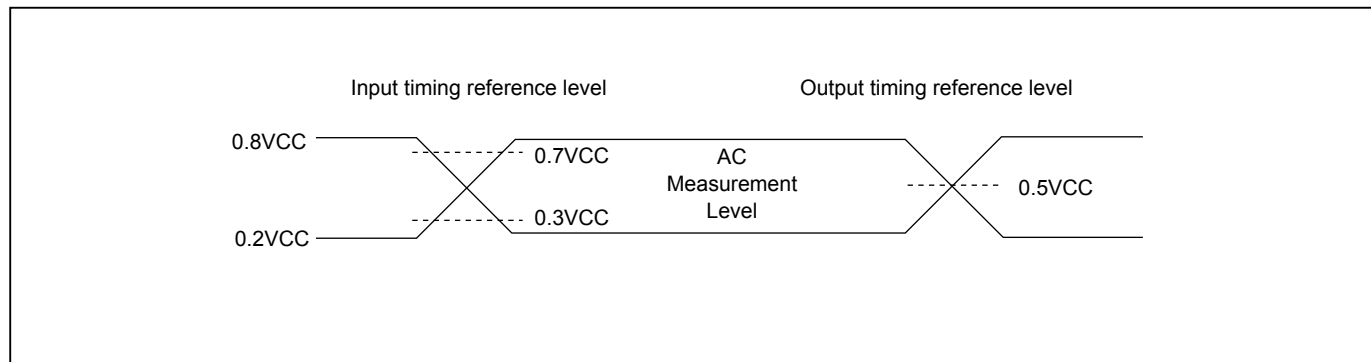 Input timing reference level
Output timing reference level
0.8VCC
0.7VCC
AC
Measurement
Level
0.5VCC
0.3VCC
0.2VCC